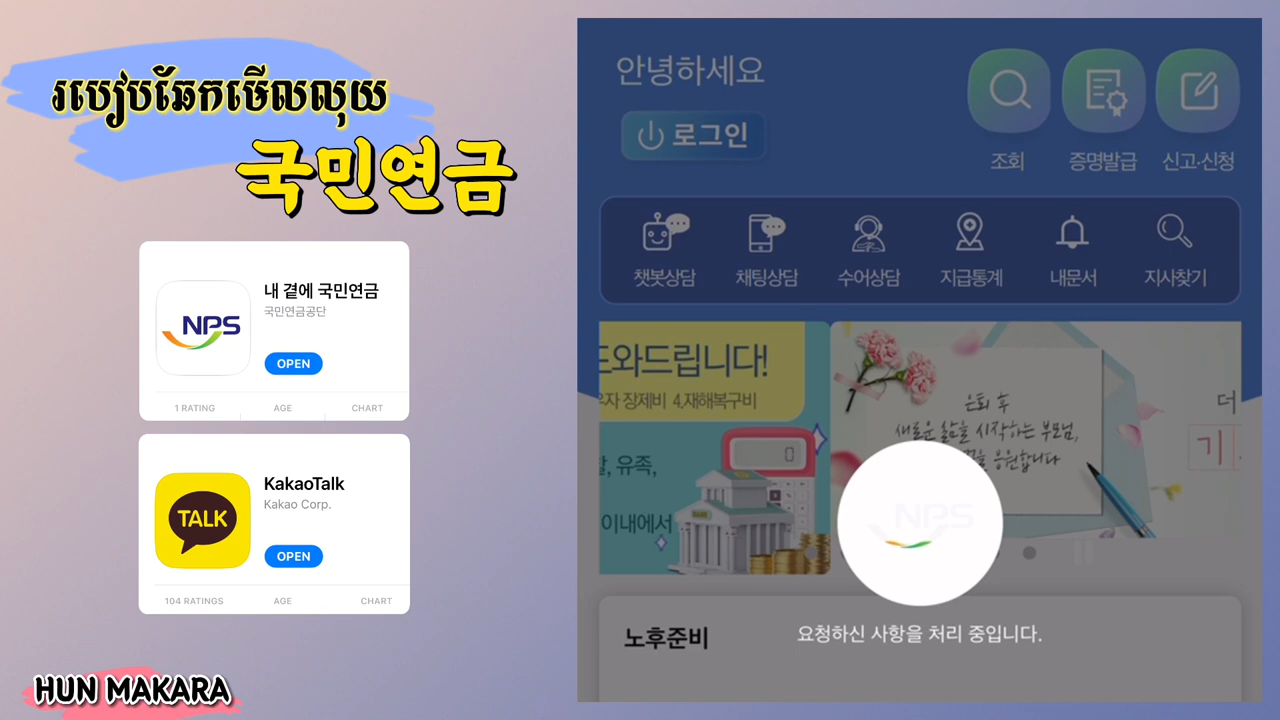 របៀបឆែកមើលលុយ
국민연금
내 곁에 국민연금
국민연금공단
NPS
OPEN
1 RATING AGE CHART
KakaoTalk
Kakao Corp.
TALK
OPEN
104 RATINGS AGE CHART
HUN MAKARA
안녕하세요
로그인
조회 증명발급 신고·신청
챗봇상담 채팅상담 수어상담 지급통계 내문서 지사찾기
도와드립니다!
장제비 4.재해복구비
유족,
이내에서
0
은퇴 후
새로운 삶을 시작하는 부모님,
응원합니다
더
기
NPS
요청하신 사항을 처리 중입니다.
노후준비